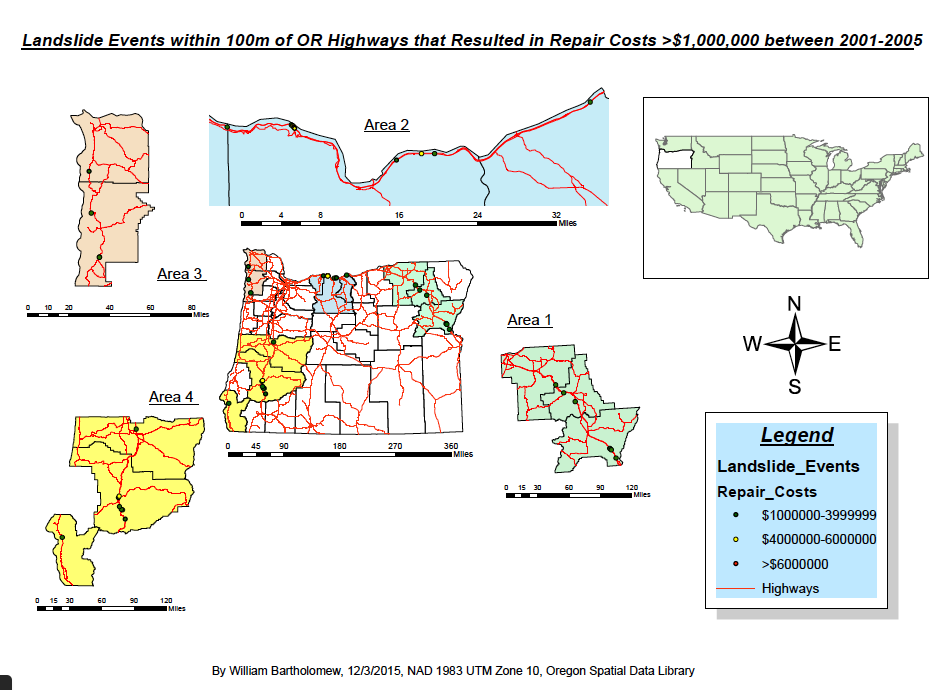 Landslide Events within 100m of OR Highways that Resulted in Repair Costs >$1,000,000 between 2001-2005
Area 2
0 4 8 16 24 32
Miles
Area 3
0 10 20 40 60 80
Miles
Area 1
N
W E
S
Area 4
0 45 90 180 270 360
Miles
0 15 30 60 90 120
Miles
0 15 30 60 90 120
Miles
Legend
Landslide_Events
Repair_Costs
$1000000-3999999
$4000000-6000000
>$6000000
Highways
By William Bartholomew, 12/3/2015, NAD 1983 UTM Zone 10, Oregon Spatial Data Library